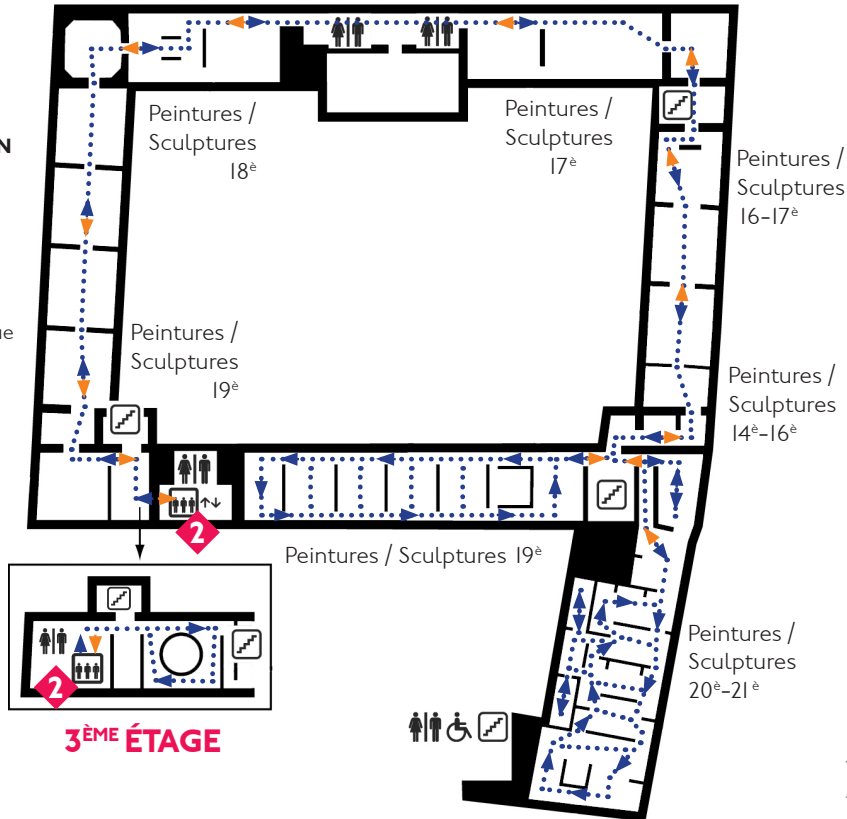 Peintures /
Sculptures
18è
Peintures /
Sculptures
17è
N
Peintures /
Sculptures
16-17è
ue
Peintures /
Sculptures
19è
Peintures /
Sculptures
14è-16è
2
Peintures / Sculptures 19è
Peintures /
Sculptures
20è-21è
2
3ÈME ÉTAGE